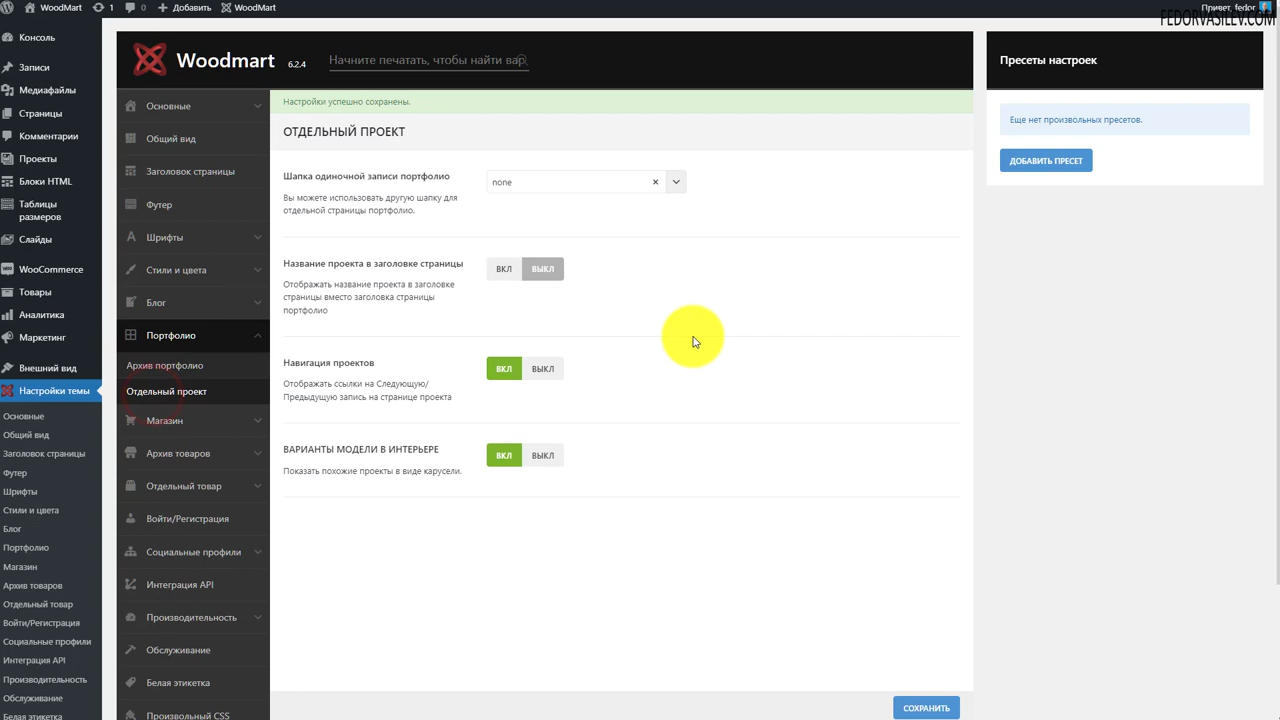 WoodMart
1
0
Добавить
WoodMart
Привет, fedor
FEDORVASILEV.COM
Консоль
Записи
Медиафайлы
Страницы
Комментарии
Проекты
Блоки HTML
Таблицы
размеров
Слайды
WooCommerce
Товары
Аналитика
Маркетинг
Внешний вид
Настройки темы
Основные
Общий вид
Заголовок страницы
Футер
Шрифты
Стили и цвета
Блог
Портфолио
Магазин
Архив товаров
Отдельный товар
Войти/Регистрация
Социальные профили
Интеграция API
Производительность
Обслуживание
Белая этикетка
Woodmart
6.2.4
Начните печатать, чтобы найти вар
Основные
Общий вид
Заголовок страницы
Футер
Шрифты
Стили и цвета
Блог
Портфолио
Архив портфолио
Отдельный проект
Магазин
Архив товаров
Отдельный товар
Войти/Регистрация
Социальные профили
Интеграция API
Производительность
Обслуживание
Белая этикетка
Произвольный CSS
Настройки успешно сохранены.
ОТДЕЛЬНЫЙ ПРОЕКТ
Шапка одиночной записи портфолио
Вы можете использовать другую шапку для
отдельной страницы портфолио.
none
Название проекта в заголовке страницы
Отображать название проекта в заголовке
страницы вместо заголовка страницы
портфолио
ВКЛ ВЫКЛ
Навигация проектов
Отображать ссылки на Следующую/
Предыдущую запись на странице проекта
ВКЛ ВЫКЛ
ВАРИАНТЫ МОДЕЛИ В ИНТЕРЬЕРЕ
Показать похожие проекты в виде карусели.
ВКЛ ВЫКЛ
СОХРАНИТЬ
Пресеты настроек
Еще нет произвольных пресетов.
ДОБАВИТЬ ПРЕСЕТ